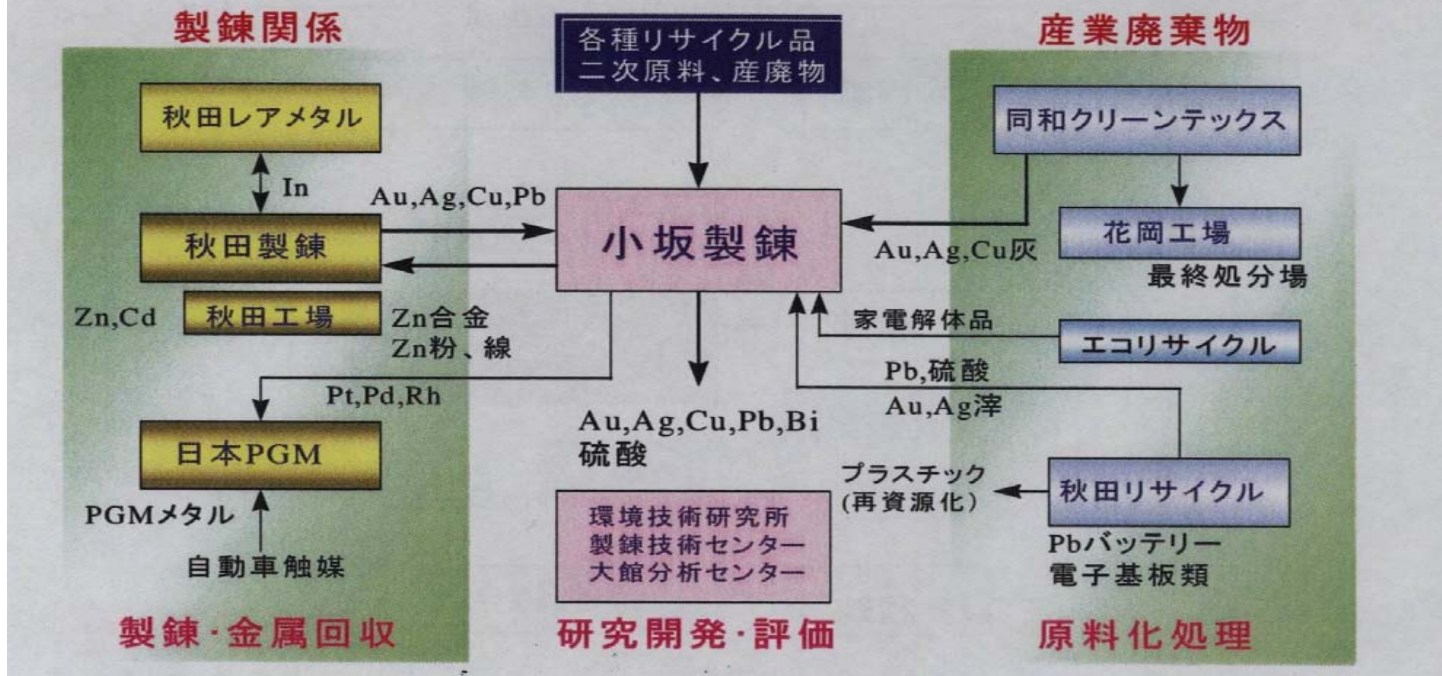 製錬関係
秋田レアメタル
In
Au,Ag,Cu,Pb
秋田製錬
Zn,Cd
秋田工場
Zn合金
Zn粉、線
Pt,Pd,Rh
日本PGM
PGMメタル
自動車触媒
製錬・金属回収
各種リサイクル品
二次原料、産廃物
小坂製錬
Au,Ag,Cu,Pb,Bi
硫酸
環境技術研究所
製錬技術センター
大館分析センター
研究開発・評価
産業廃棄物
同和クリーンテックス
Au,Ag,Cu灰
花岡工場
最終処分場
家電解体品
エコリサイクル
Pb,硫酸
Au,Ag滓
プラスチック
(再資源化)
秋田リサイクル
Pbバッテリー
電子基板類
原料化処理